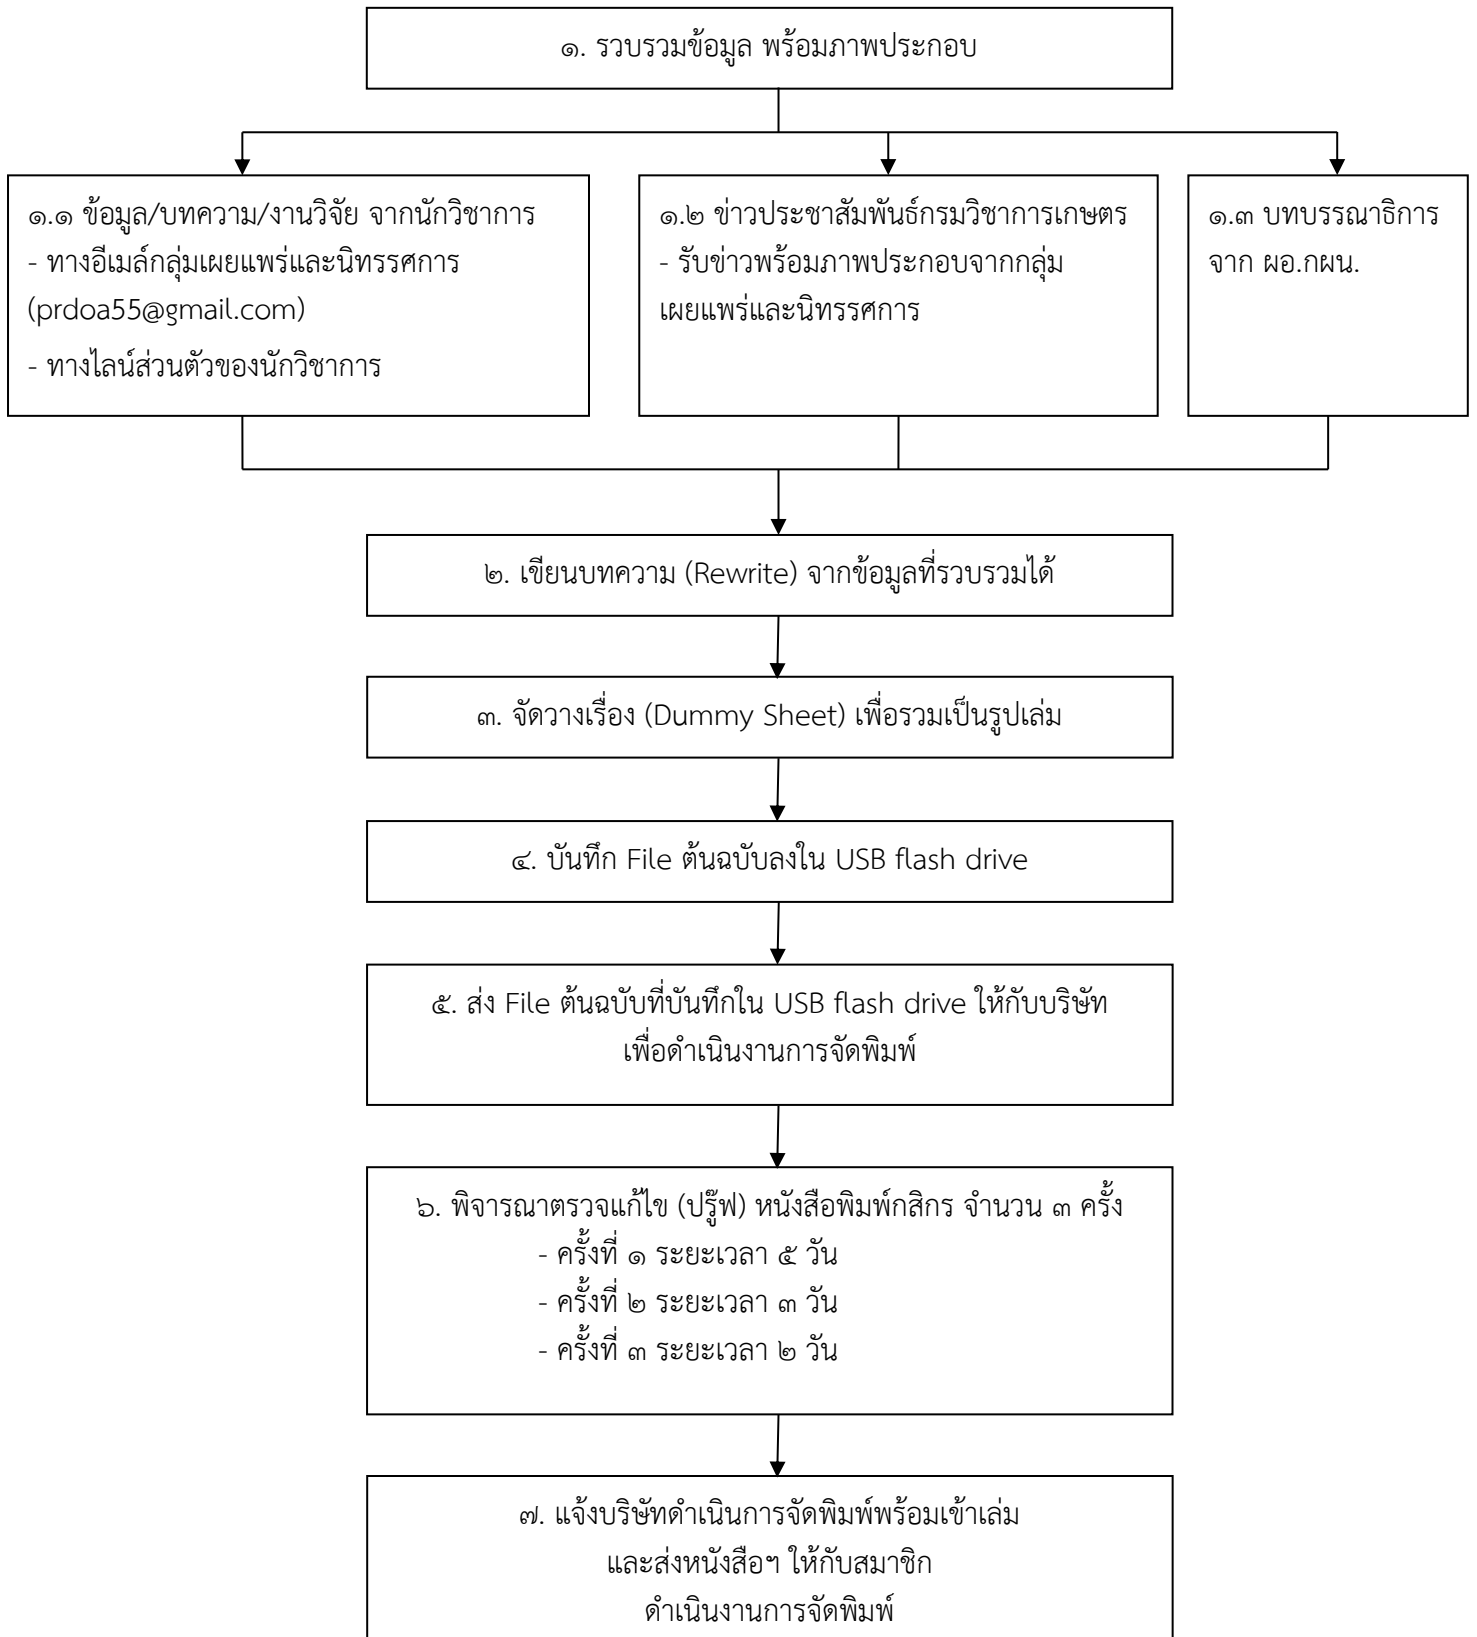 ๑. รวบรวมข้อมูล พร้อมภาพประกอบ
๑.๑ ข้อมูล/บทความ/งานวิจัย จากนักวิชาการ
- ทางอีเมล์กลุ่มเผยแพร่และนิทรรศการ
(prdoa55@gmail.com)
- ทางไลน์ส่วนตัวของนักวิชาการ
๑.๒ ข่าวประชาสัมพันธ์กรมวิชาการเกษตร
- รับข่าวพร้อมภาพประกอบจากกลุ่ม
เผยแพร่และนิทรรศการ
๑.๓ บทบรรณาธิการ
จาก ผอ.กผน.
๒. เขียนบทความ (Rewrite) จากข้อมูลที่รวบรวมได้
๓. จัดวางเรื่อง (Dummy Sheet) เพื่อรวมเป็นรูปเล่ม
๔. บันทึก File ต้นฉบับลงใน USB flash drive
๕. ส่ง File ต้นฉบับที่บันทึกใน USB flash drive ให้กับบริษัท
เพื่อดำเนินงานการจัดพิมพ์
๖. พิจารณาตรวจแก้ไข (ปรู๊ฟ) หนังสือพิมพ์กสิกร จำนวน ๓ ครั้ง
- ครั้งที่ ๑ ระยะเวลา ๕ วัน
- ครั้งที่ ๒ ระยะเวลา ๓ วัน
- ครั้งที่ ๓ ระยะเวลา ๒ วัน
๗. แจ้งบริษัทดำเนินการจัดพิมพ์พร้อมเข้าเล่ม
และส่งหนังสือฯ ให้กับสมาชิก
ดำเนินงานการจัดพิมพ์